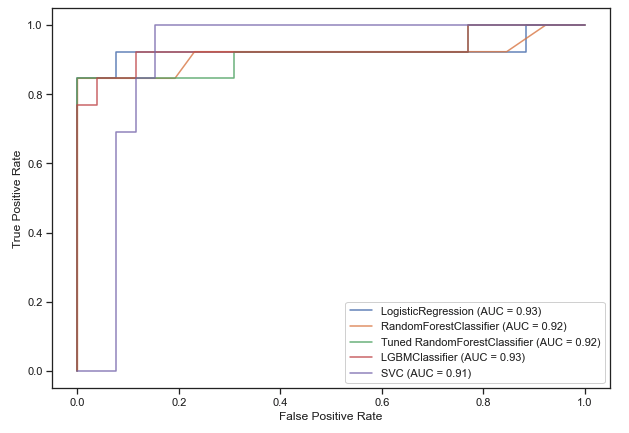 1.0
0.8
0.6
0.4
0.2
0.0
True Positive Rate
0.0 0.2 0.4 0.6 0.8 1.0
False Positive Rate
LogisticRegression (AUC = 0.93)
RandomForestClassifier (AUC = 0.92)
Tuned RandomForestClassifier (AUC = 0.92)
LGBMClassifier (AUC = 0.93)
SVC (AUC = 0.91)